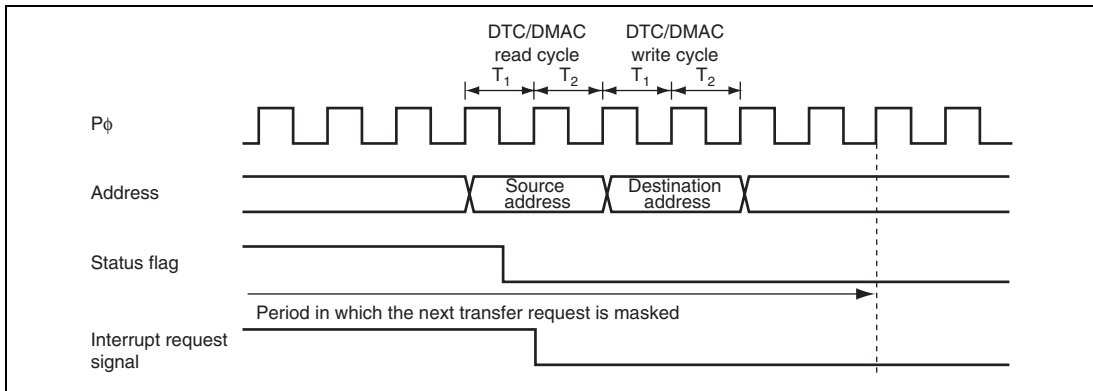 DTC/DMAC DTC/DMAC
read cycle write cycle
T1 T2 T1 T2
Pϕ
Address
Source
address
Destination
address
Status flag
Period in which the next transfer request is masked
Interrupt request
signal